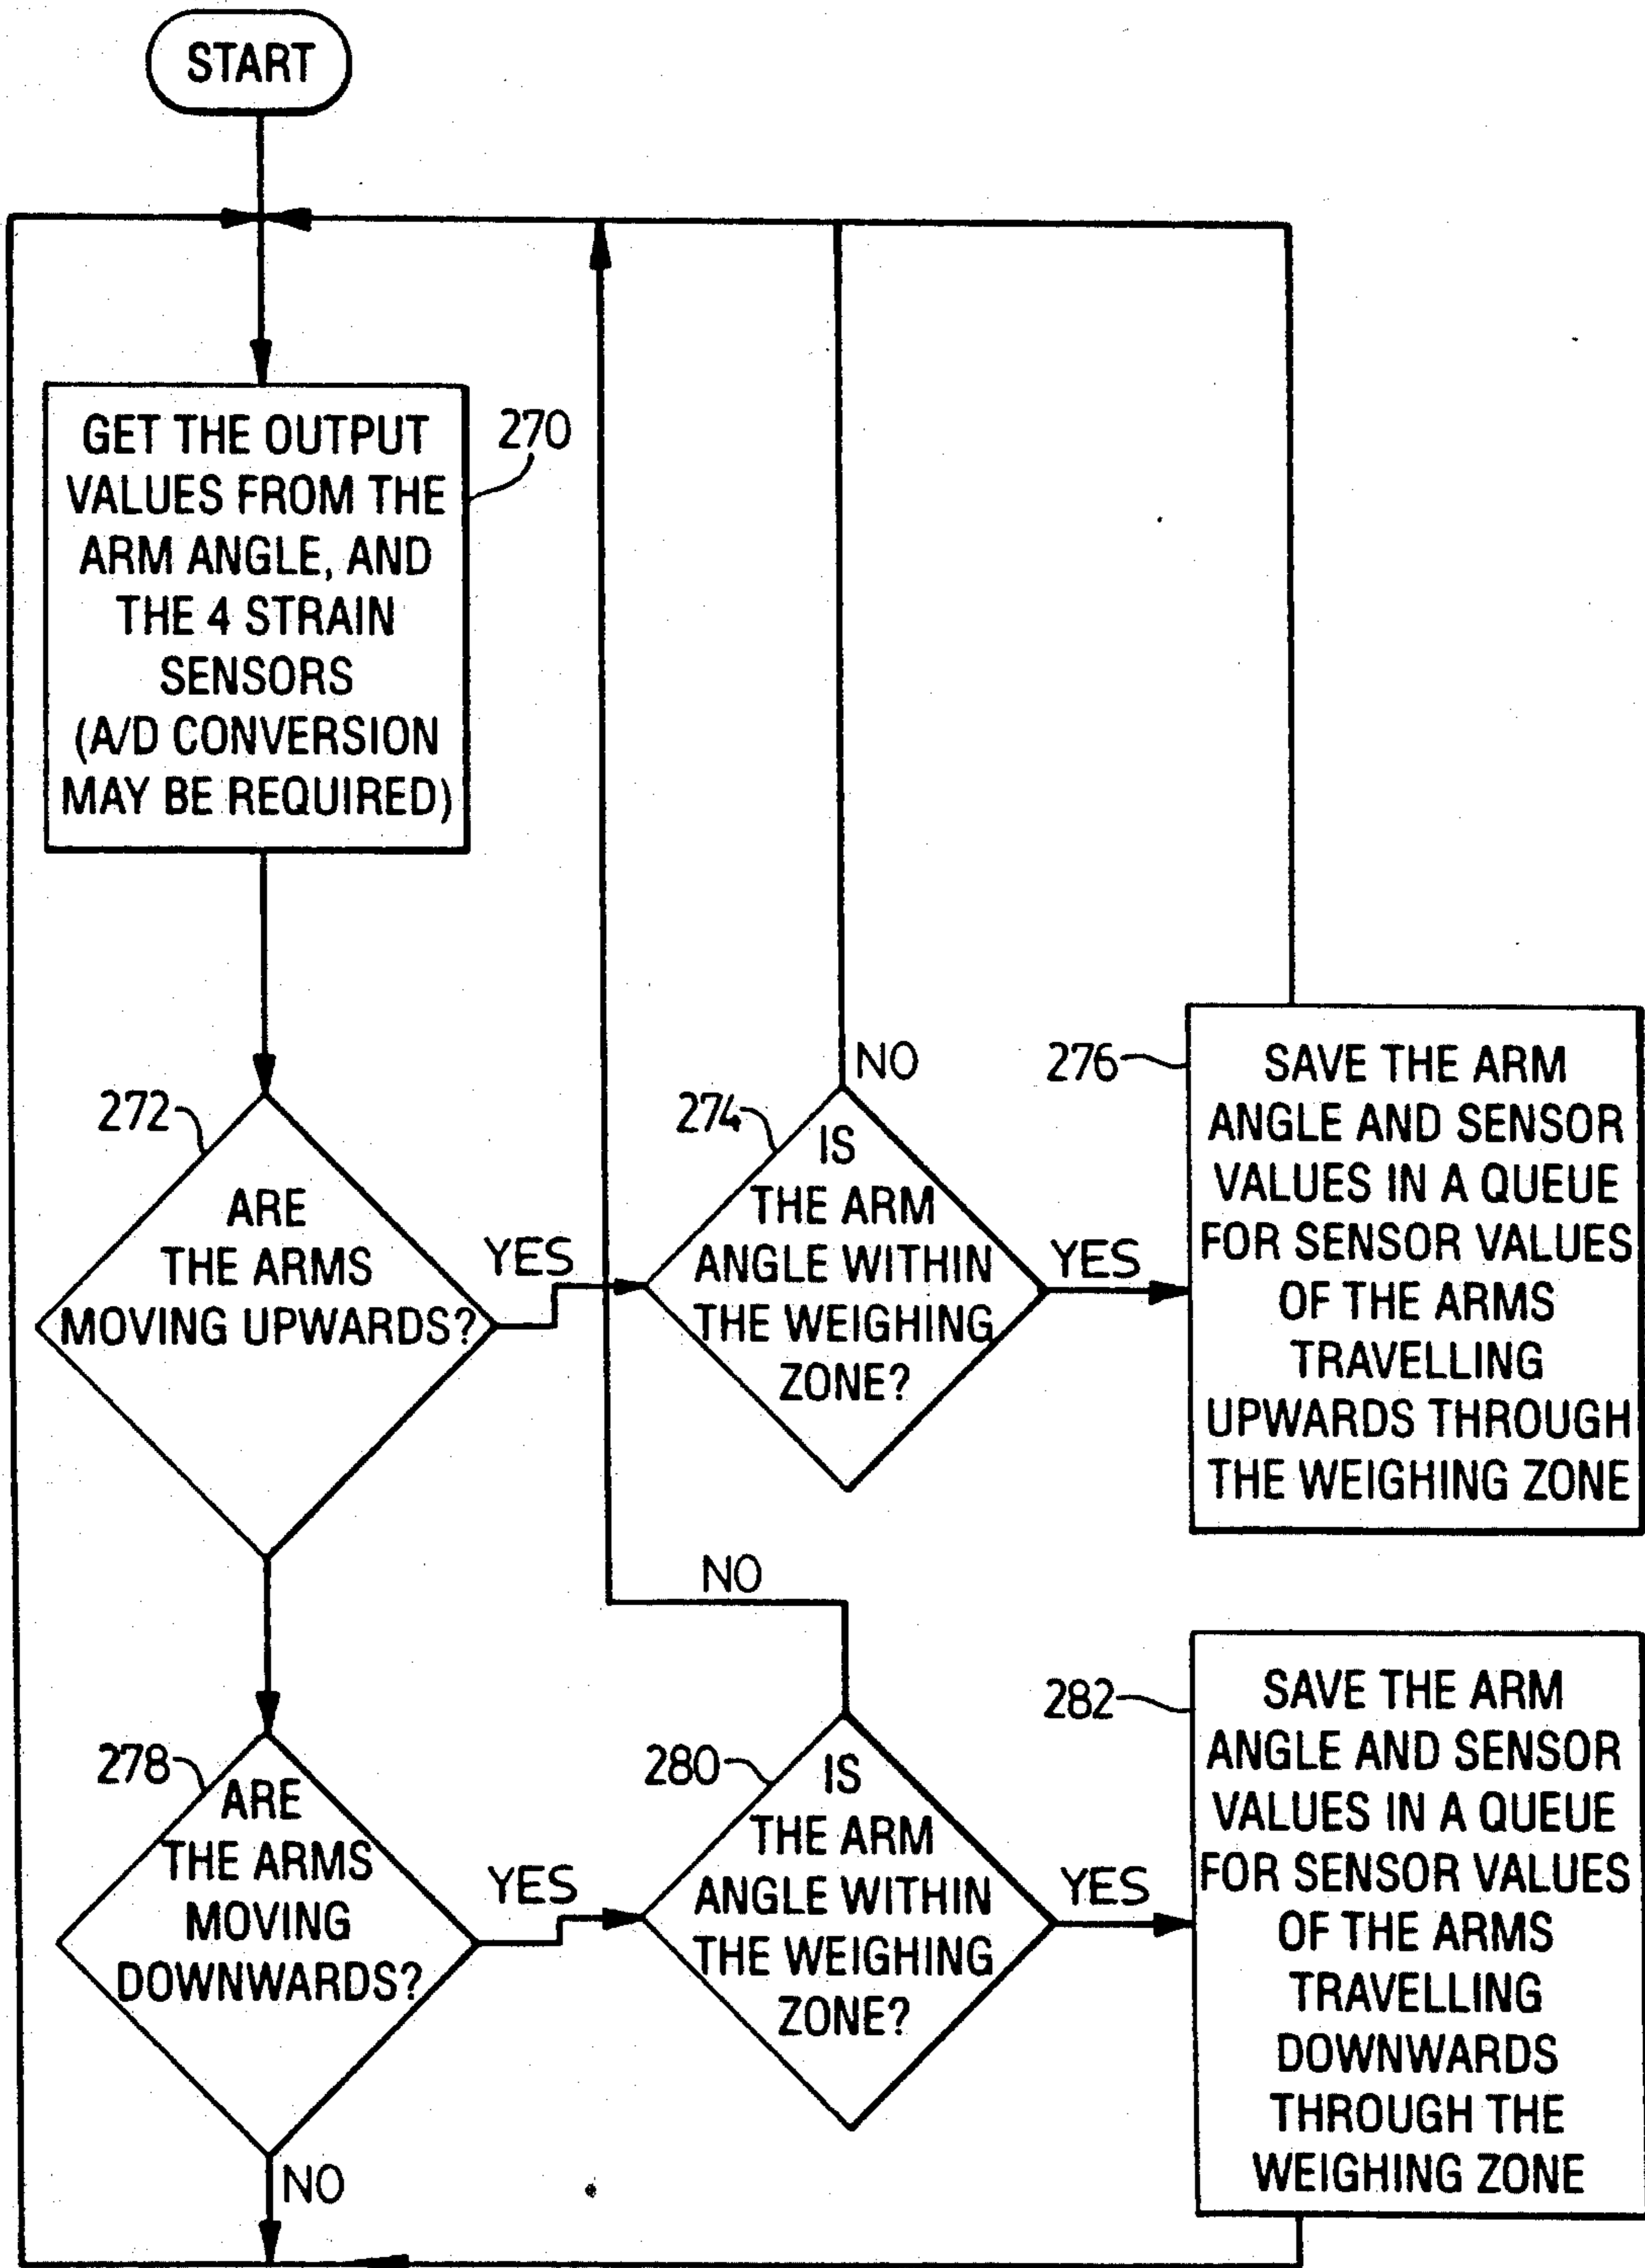 START
GET THE OUTPUT
VALUES FROM THE
ARM ANGLE, AND
THE 4 STRAIN
SENSORS
(A/D CONVERSION
MAY BE REQUIRED)
270
272
ARE
THE ARMS
MOVING UPWARDS?
YES
274
NO
IS
THE ARM
ANGLE WITHIN
THE WEIGHING
ZONE?
YES
276
SAVE THE ARM
ANGLE AND SENSOR
VALUES IN A QUEUE
FOR SENSOR VALUES
OF THE ARMS
TRAVELLING
UPWARDS THROUGH
THE WEIGHING ZONE
278
ARE
THE ARMS
MOVING
DOWNWARDS?
YES
NO
NO
280
IS
THE ARM
ANGLE WITHIN
THE WEIGHING
ZONE?
YES
282
SAVE THE ARM
ANGLE AND SENSOR
VALUES IN A QUEUE
FOR SENSOR VALUES
OF THE ARMS
TRAVELLING
DOWNWARDS
THROUGH THE
WEIGHING ZONE